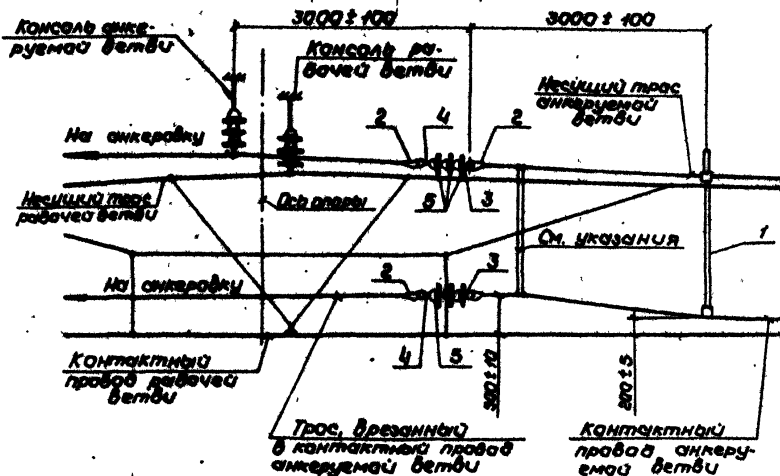 3000±100
3000±100
Консоль анке-
руемой ветви
Консоль ра-
бочей ветви
Несущий трос
анкеруемой
ветви
На анкеровку
2
4
2
5
3
Несущий трос
рабочей ветви
Ось опоры
См. указания
1
На анкеровку
2
3
4
5
300±10
200±5
Контактный
провод рабочей
ветви
Трос, врезанный
в контактный провод
анкеруемой ветви
Контактный
провод анкеру-
емой ветви